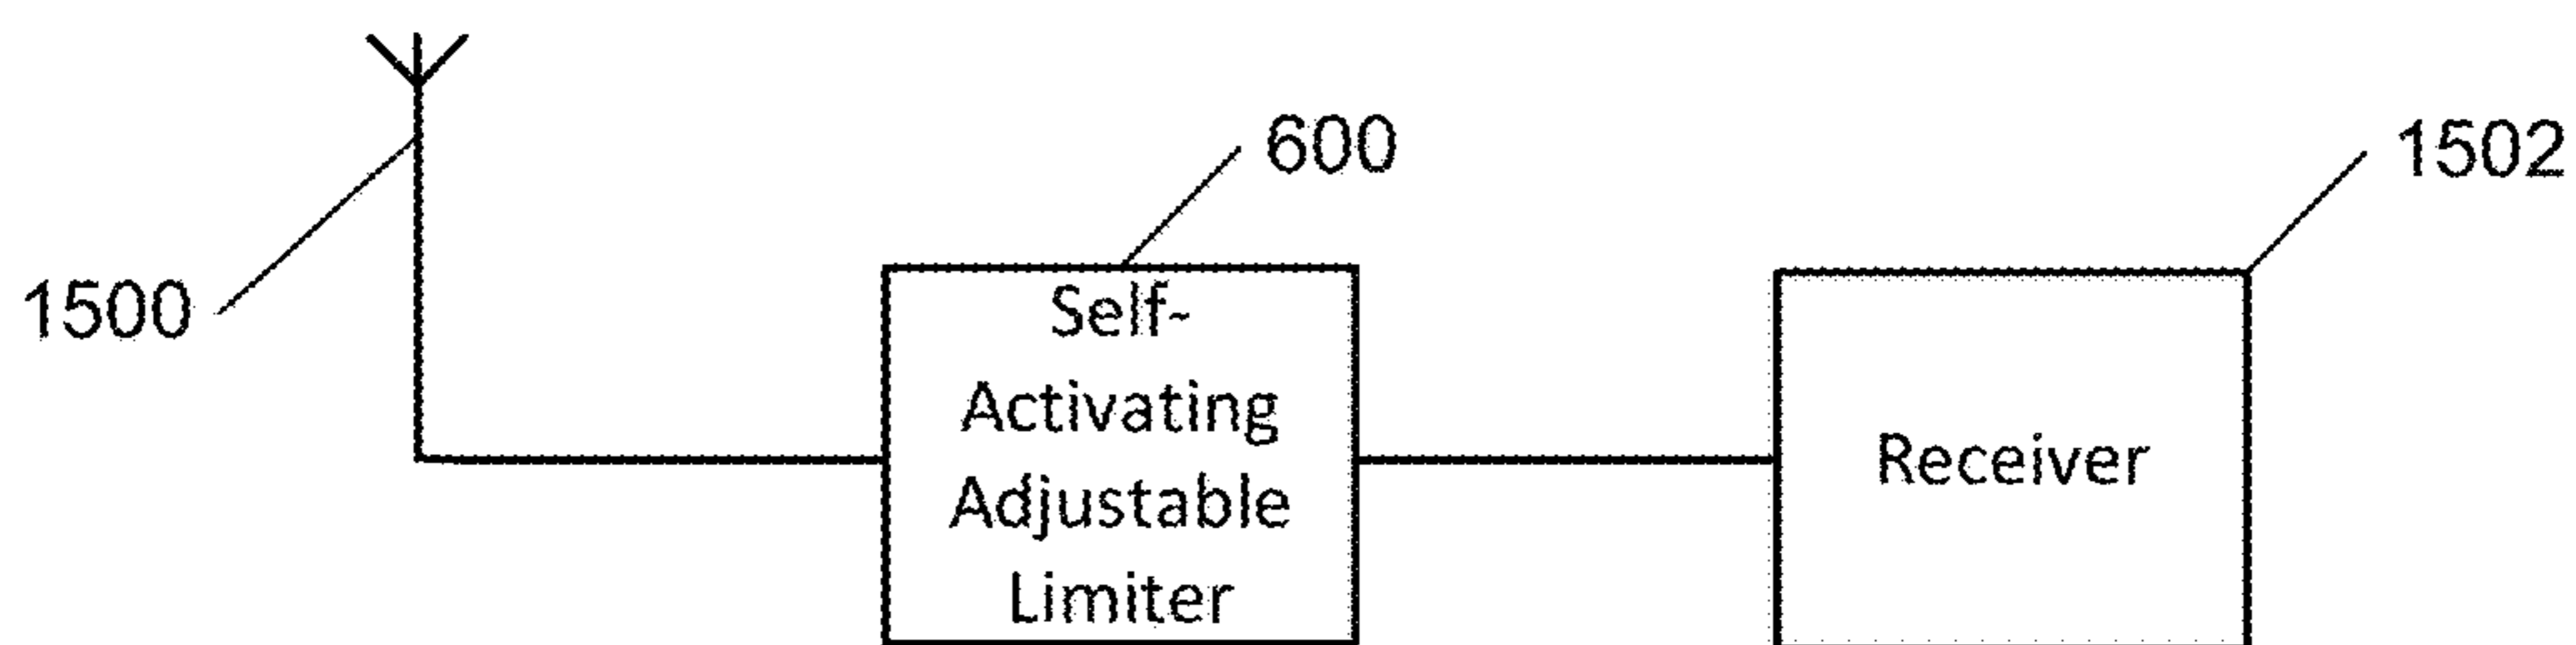 600
1502
1500
Self-
Activating
Adjustable
Limiter
Receiver